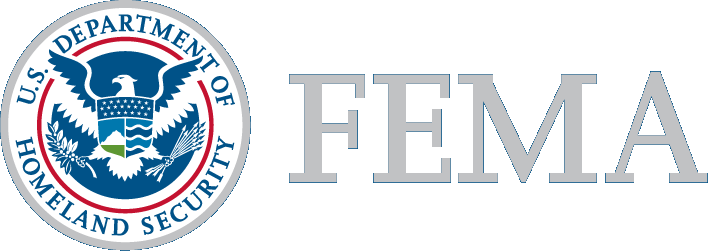 U.S. DEPARTMENT OF
HOMELAND SECURITY
FEMA